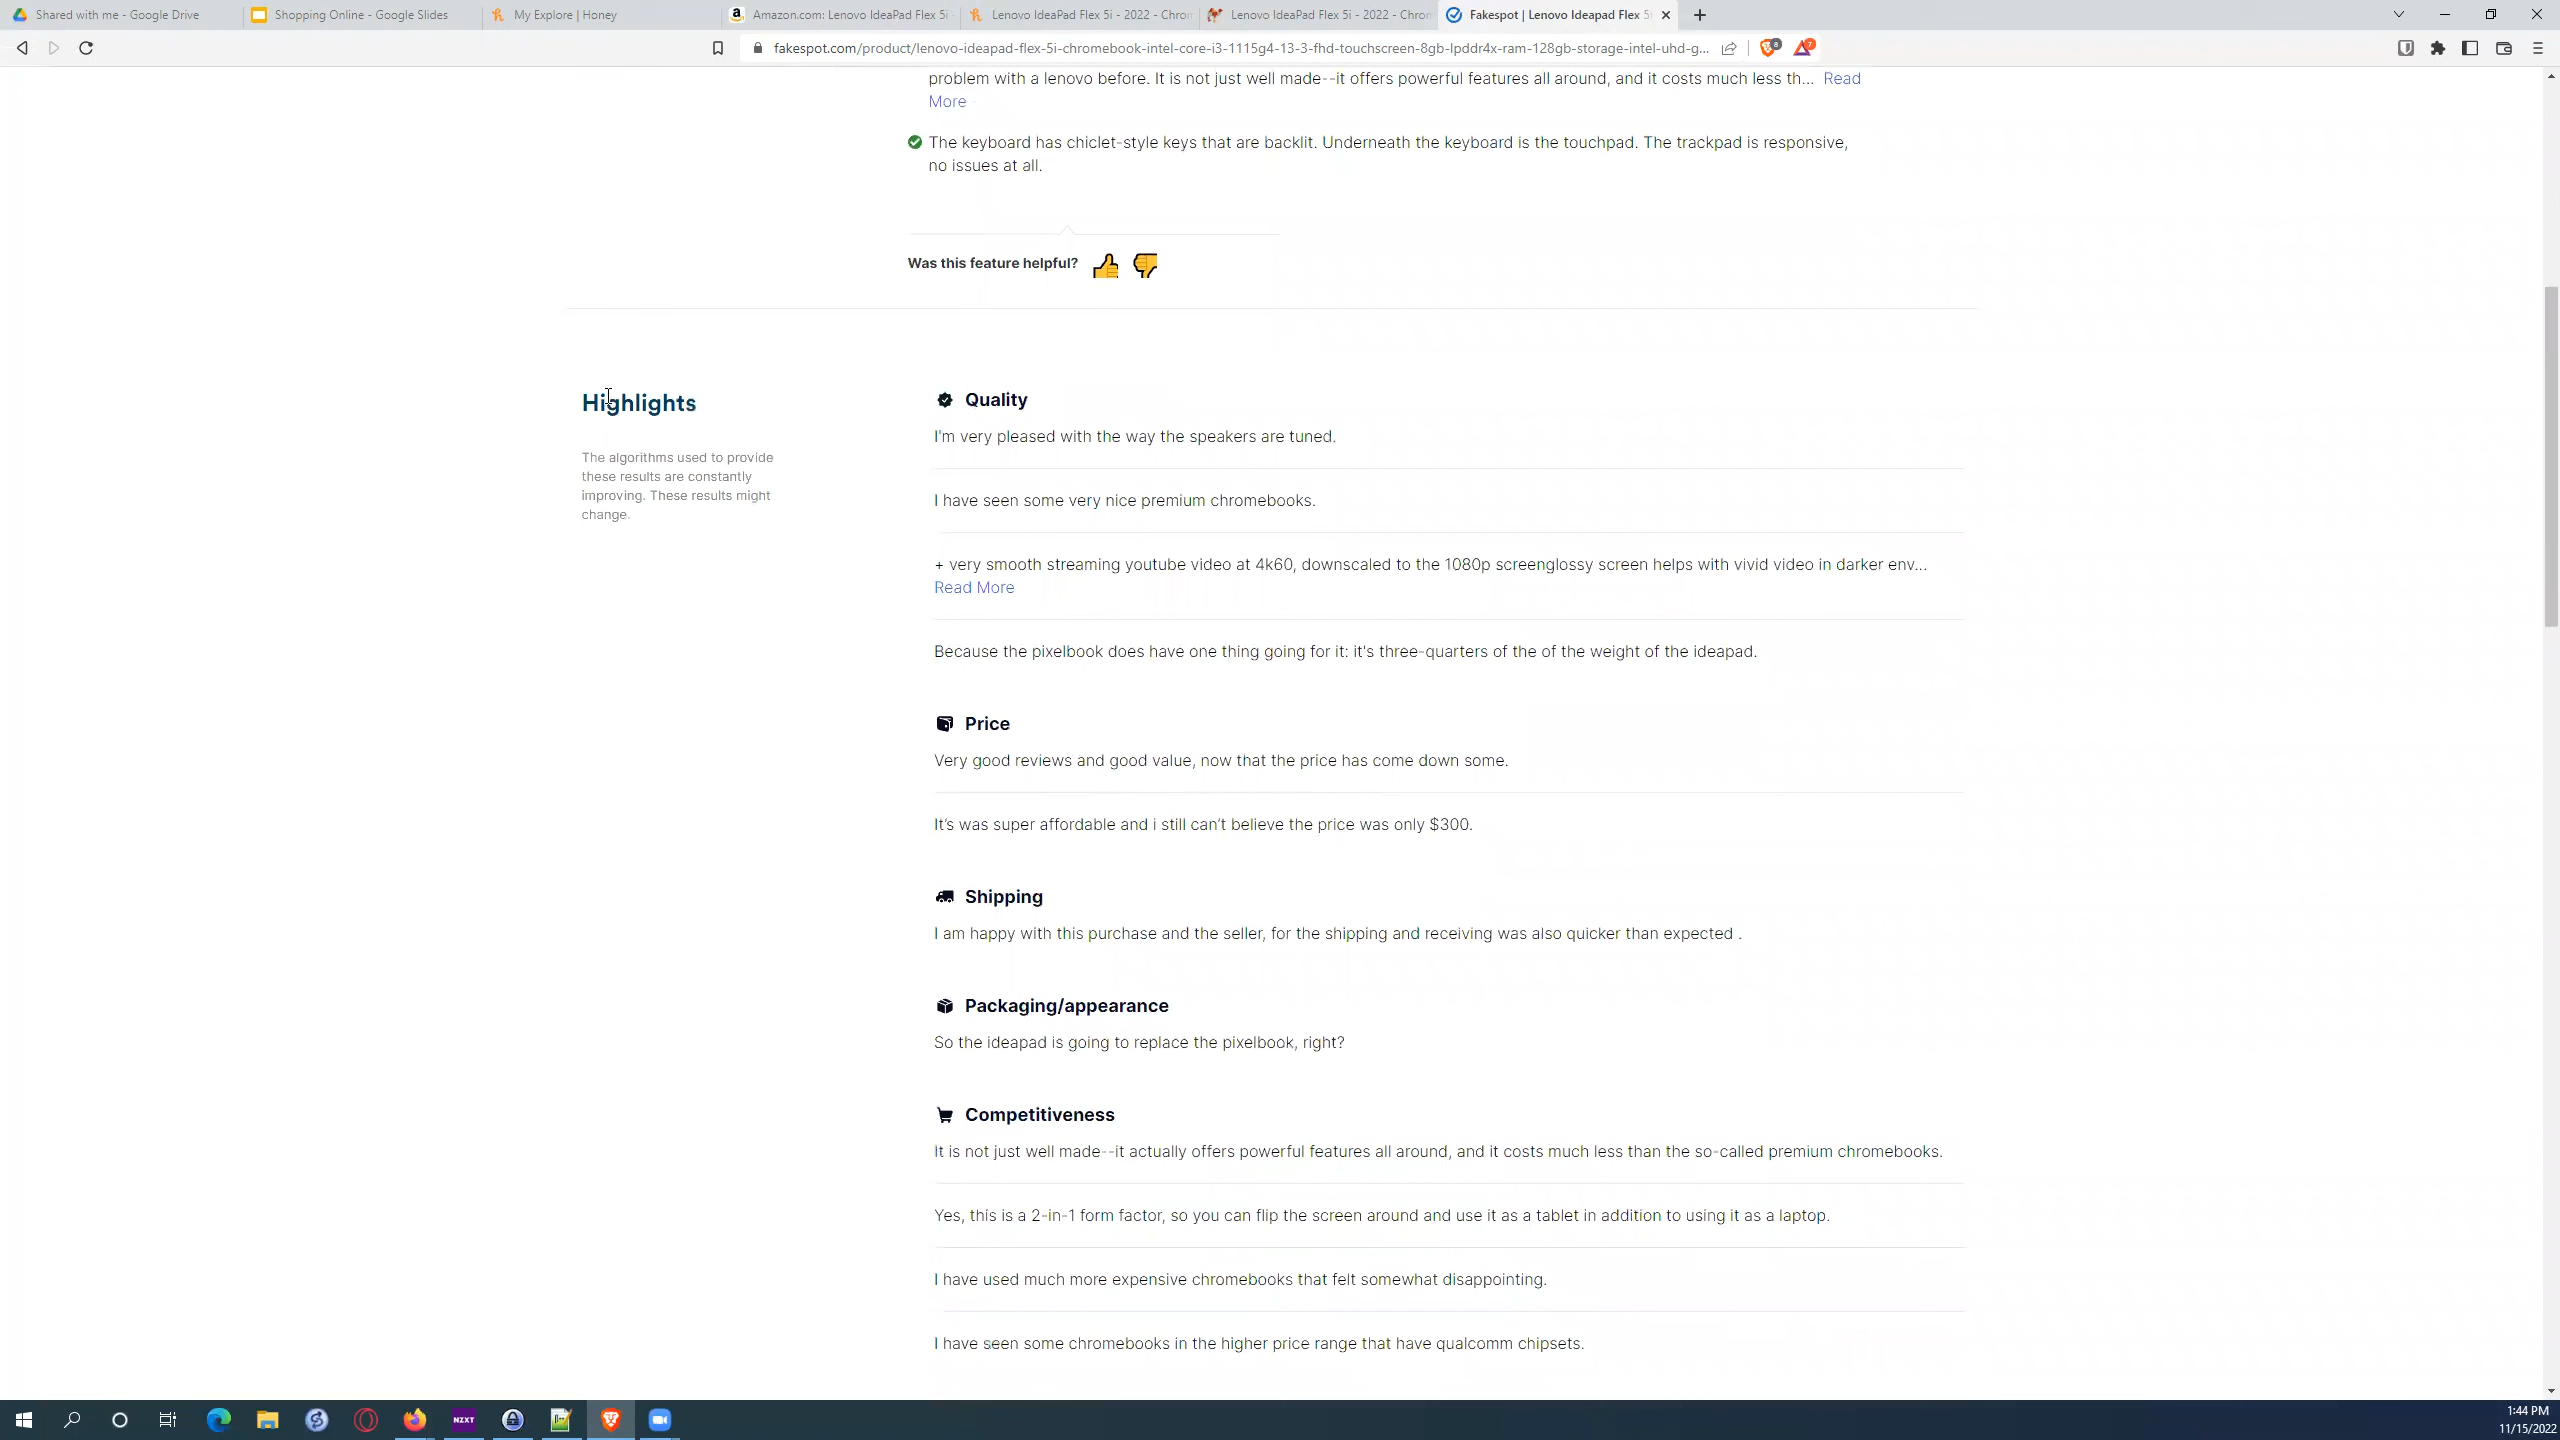 Shared with me - Google Drive
Shopping Online - Google Slides
My Explore | Honey
Amazon.com: Lenovo IdeaPad Flex 5i -
Lenovo IdeaPad Flex 5i - 2022 - Chrom
Lenovo IdeaPad Flex 5i - 2022 - Chrom
Fakespot | Lenovo Ideapad Flex 5
fakespot.com/product/lenovo-ideapad-flex-5i-chromebook-intel-core-i3-1115g4-13-3-fhd-touchscreen-8gb-lpddr4x-ram-128gb-storage-intel-uhd-g...
problem with a lenovo before. It is not just well made--it offers powerful features all around, and it costs much less th... Read
More
The keyboard has chiclet-style keys that are backlit. Underneath the keyboard is the touchpad. The trackpad is responsive,
no issues at all.
Was this feature helpful?
Highlights
The algorithms used to provide
these results are constantly
improving. These results might
change.
Quality
I'm very pleased with the way the speakers are tuned.
I have seen some very nice premium chromebooks.
+ very smooth streaming youtube video at 4k60, downscaled to the 1080p screenglossy screen helps with vivid video in darker env...
Read More
Because the pixelbook does have one thing going for it: it's three-quarters of the of the weight of the ideapad.
Price
Very good reviews and good value, now that the price has come down some.
It's was super affordable and i still can't believe the price was only $300.
Shipping
I am happy with this purchase and the seller, for the shipping and receiving was also quicker than expected .
Packaging/appearance
So the ideapad is going to replace the pixelbook, right?
Competitiveness
It is not just well made--it actually offers powerful features all around, and it costs much less than the so-called premium chromebooks.
Yes, this is a 2-in-1 form factor, so you can flip the screen around and use it as a tablet in addition to using it as a laptop.
I have used much more expensive chromebooks that felt somewhat disappointing.
I have seen some chromebooks in the higher price range that have qualcomm chipsets.
NZXT
1:44 PM
11/15/2022